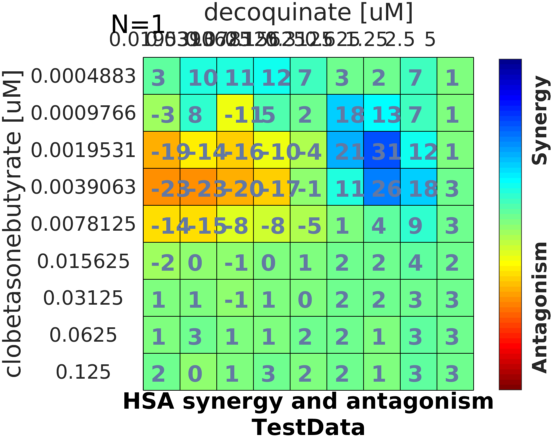 decoquinate [uM]
N=1
2.5 5
clobetasonebutyrate [uM]
0.0004883 3 10 11 12 7 3 2 7 1
0.0009766 -3 8 -11 5 2 18 13 7 1
0.0019531 -19 -14 -16 -10 -4 21 31 12 1
0.0039063 -23 -23 -20 -17 -1 11 26 18 3
0.0078125 -14 -15 -8 -8 -5 1 4 9 3
0.015625 -2 0 -1 0 1 2 2 4 2
0.03125 1 1 -1 1 0 2 2 3 3
0.0625 1 3 1 1 2 2 1 3 3
0.125 2 0 1 3 2 2 1 3 3
Synergy
Antagonism
HSA synergy and antagonism
TestData